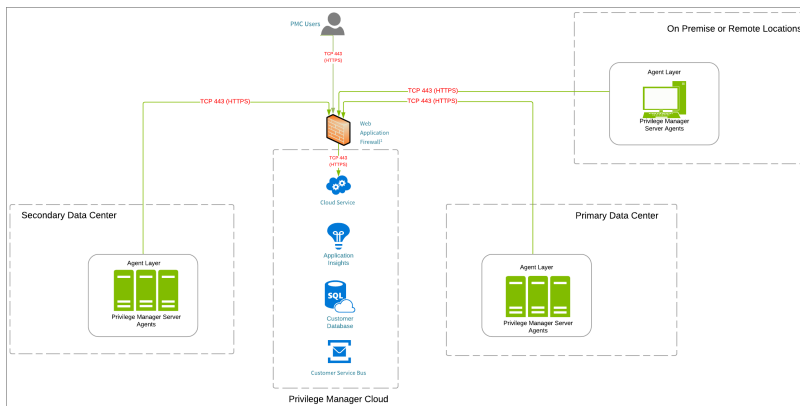 PMC Users
On Premise or Remote Locations
TCP 443
(HTTPS)
Agent Layer
Privilege Manager
Server Agents
TCP 443 (HTTPS)
TCP 443 (HTTPS)
TCP 443 (HTTPS)
Web
Application
Firewall²
TCP 443
(HTTPS)
Cloud Service
Secondary Data Center
Agent Layer
Privilege Manager Server
Agents
Application
Insights
SQL
Customer
Database
Customer Service Bus
Privilege Manager Cloud
Primary Data Center
Agent Layer
Privilege Manager Server
Agents